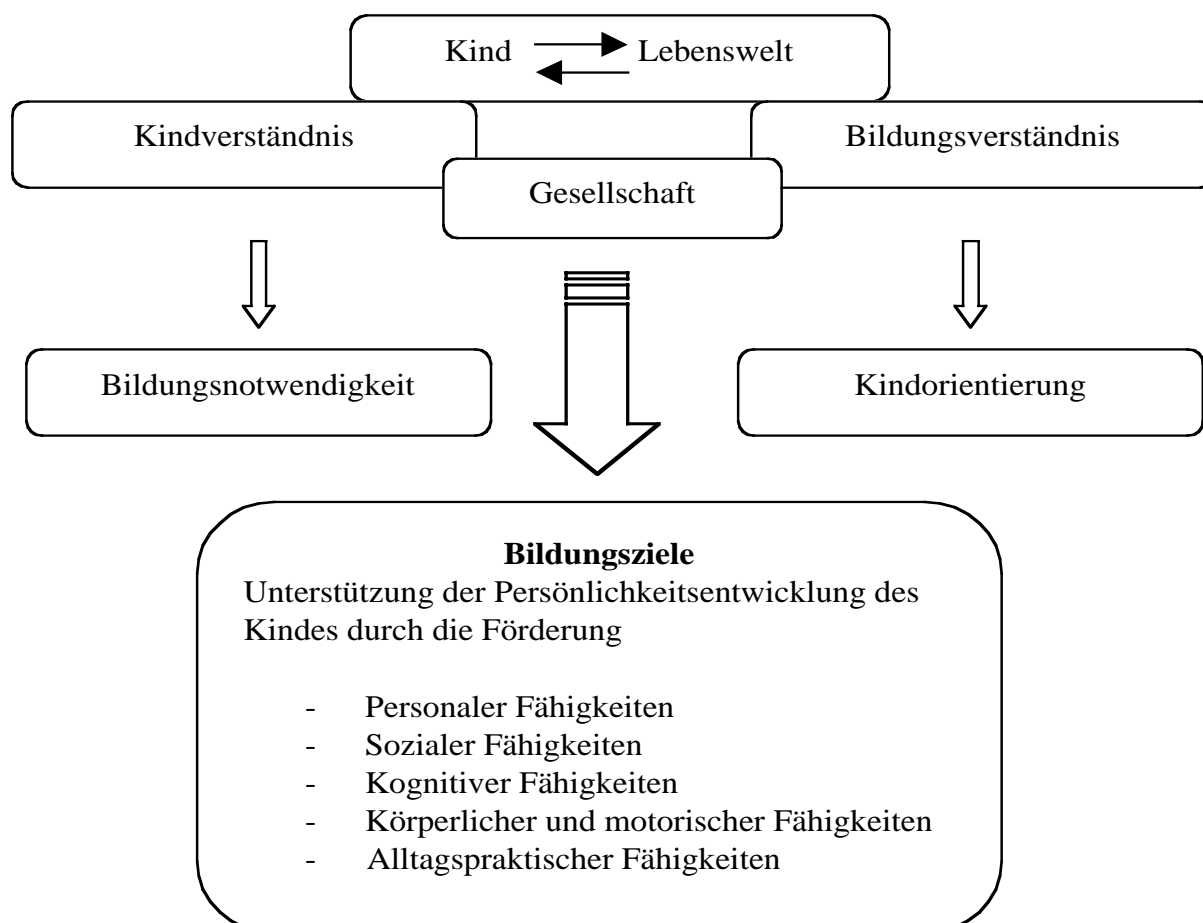 Kind Lebenswelt
Kindverständnis
Bildungsverständnis
Gesellschaft
Bildungsnotwendigkeit
Kindorientierung
Bildungsziele
Unterstützung der Persönlichkeitsentwicklung des
Kindes durch die Förderung
- Personaler Fähigkeiten
- Sozialer Fähigkeiten
- Kognitiver Fähigkeiten
- Körperlicher und motorischer Fähigkeiten
- Alltagspraktischer Fähigkeiten